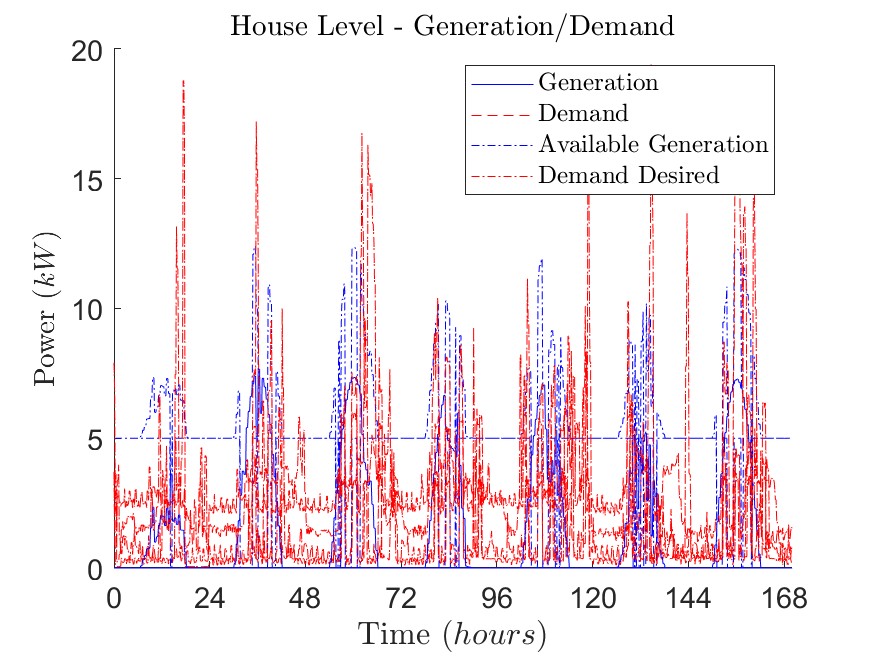 House Level - Generation/Demand
20
15
10
5
0
Power (kW)
Generation
Demand
Available Generation
Demand Desired
0 24 48 72 96 120 144 168
Time (hours)